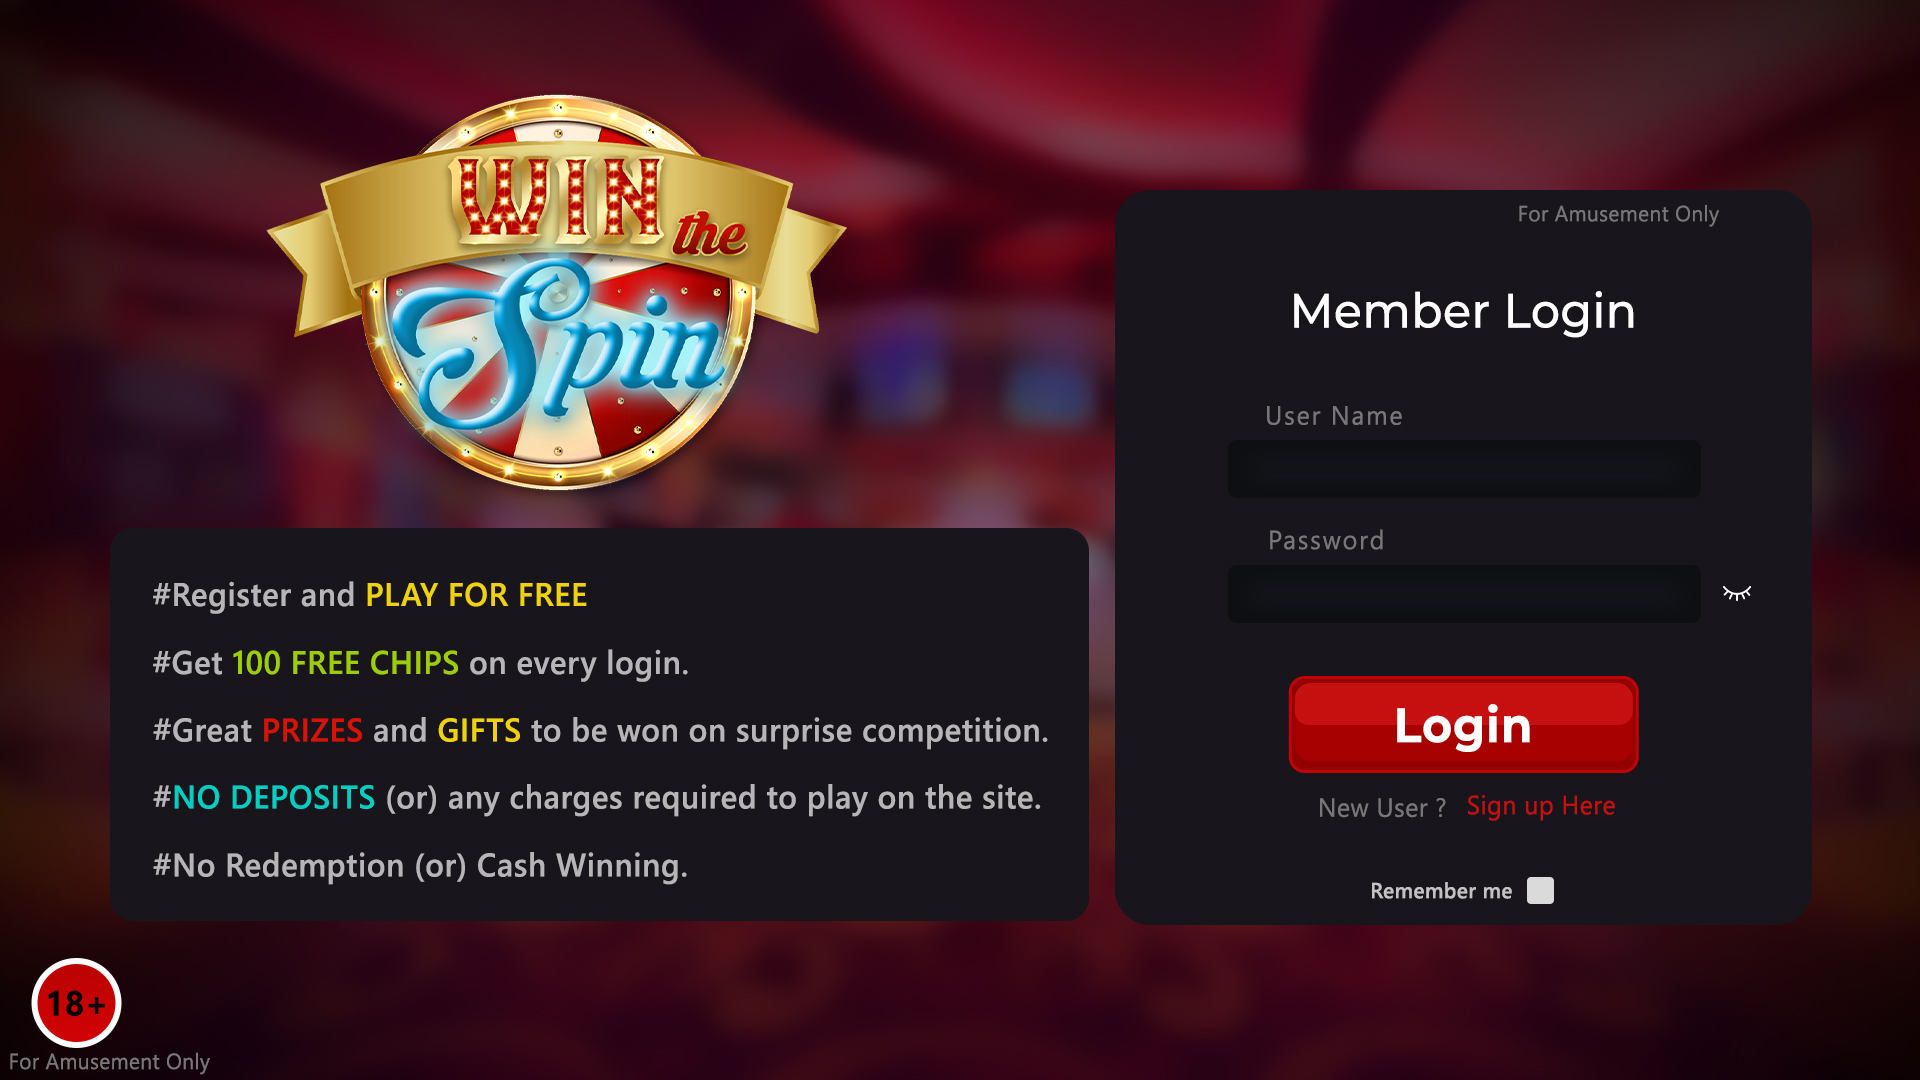 WIN
the
Spin
#Register and PLAY FOR FREE
#Get 100 FREE CHIPS on every login.
#Great PRIZES and GIFTS to be won on surprise competition.
#NO DEPOSITS (or) any charges required to play on the site.
#No Redemption (or) Cash Winning.
18+
For Amusement Only
For Amusement Only
Member Login
User Name
Password
Login
New User ? Sign up Here
Remember me